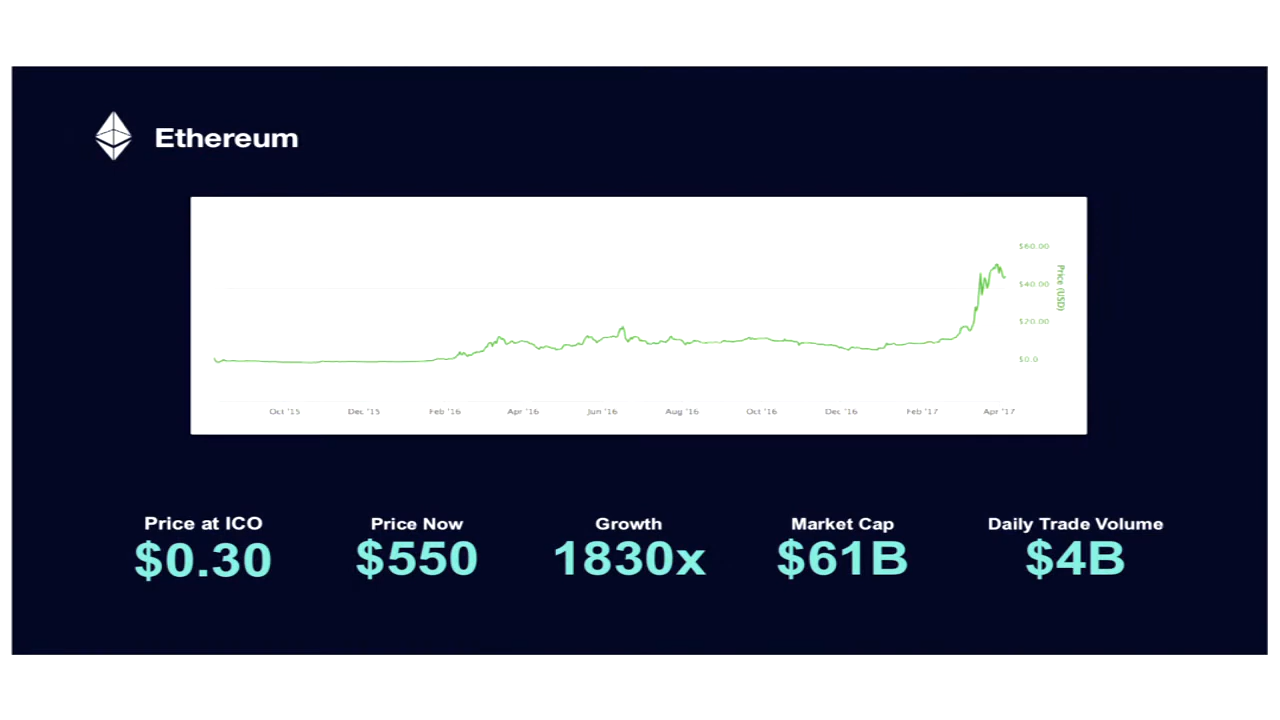 Ethereum
$60.00
$40.00
$20.00
$0.0
Price (USD)
Oct '15 Dec '15 Feb '16 Apr '16 Jun '16 Aug '16 Oct '16 Dec '16 Feb '17 Apr '17
Price at ICO Price Now Growth Market Cap Daily Trade Volume
$0.30 $550 1830x $61B $4B